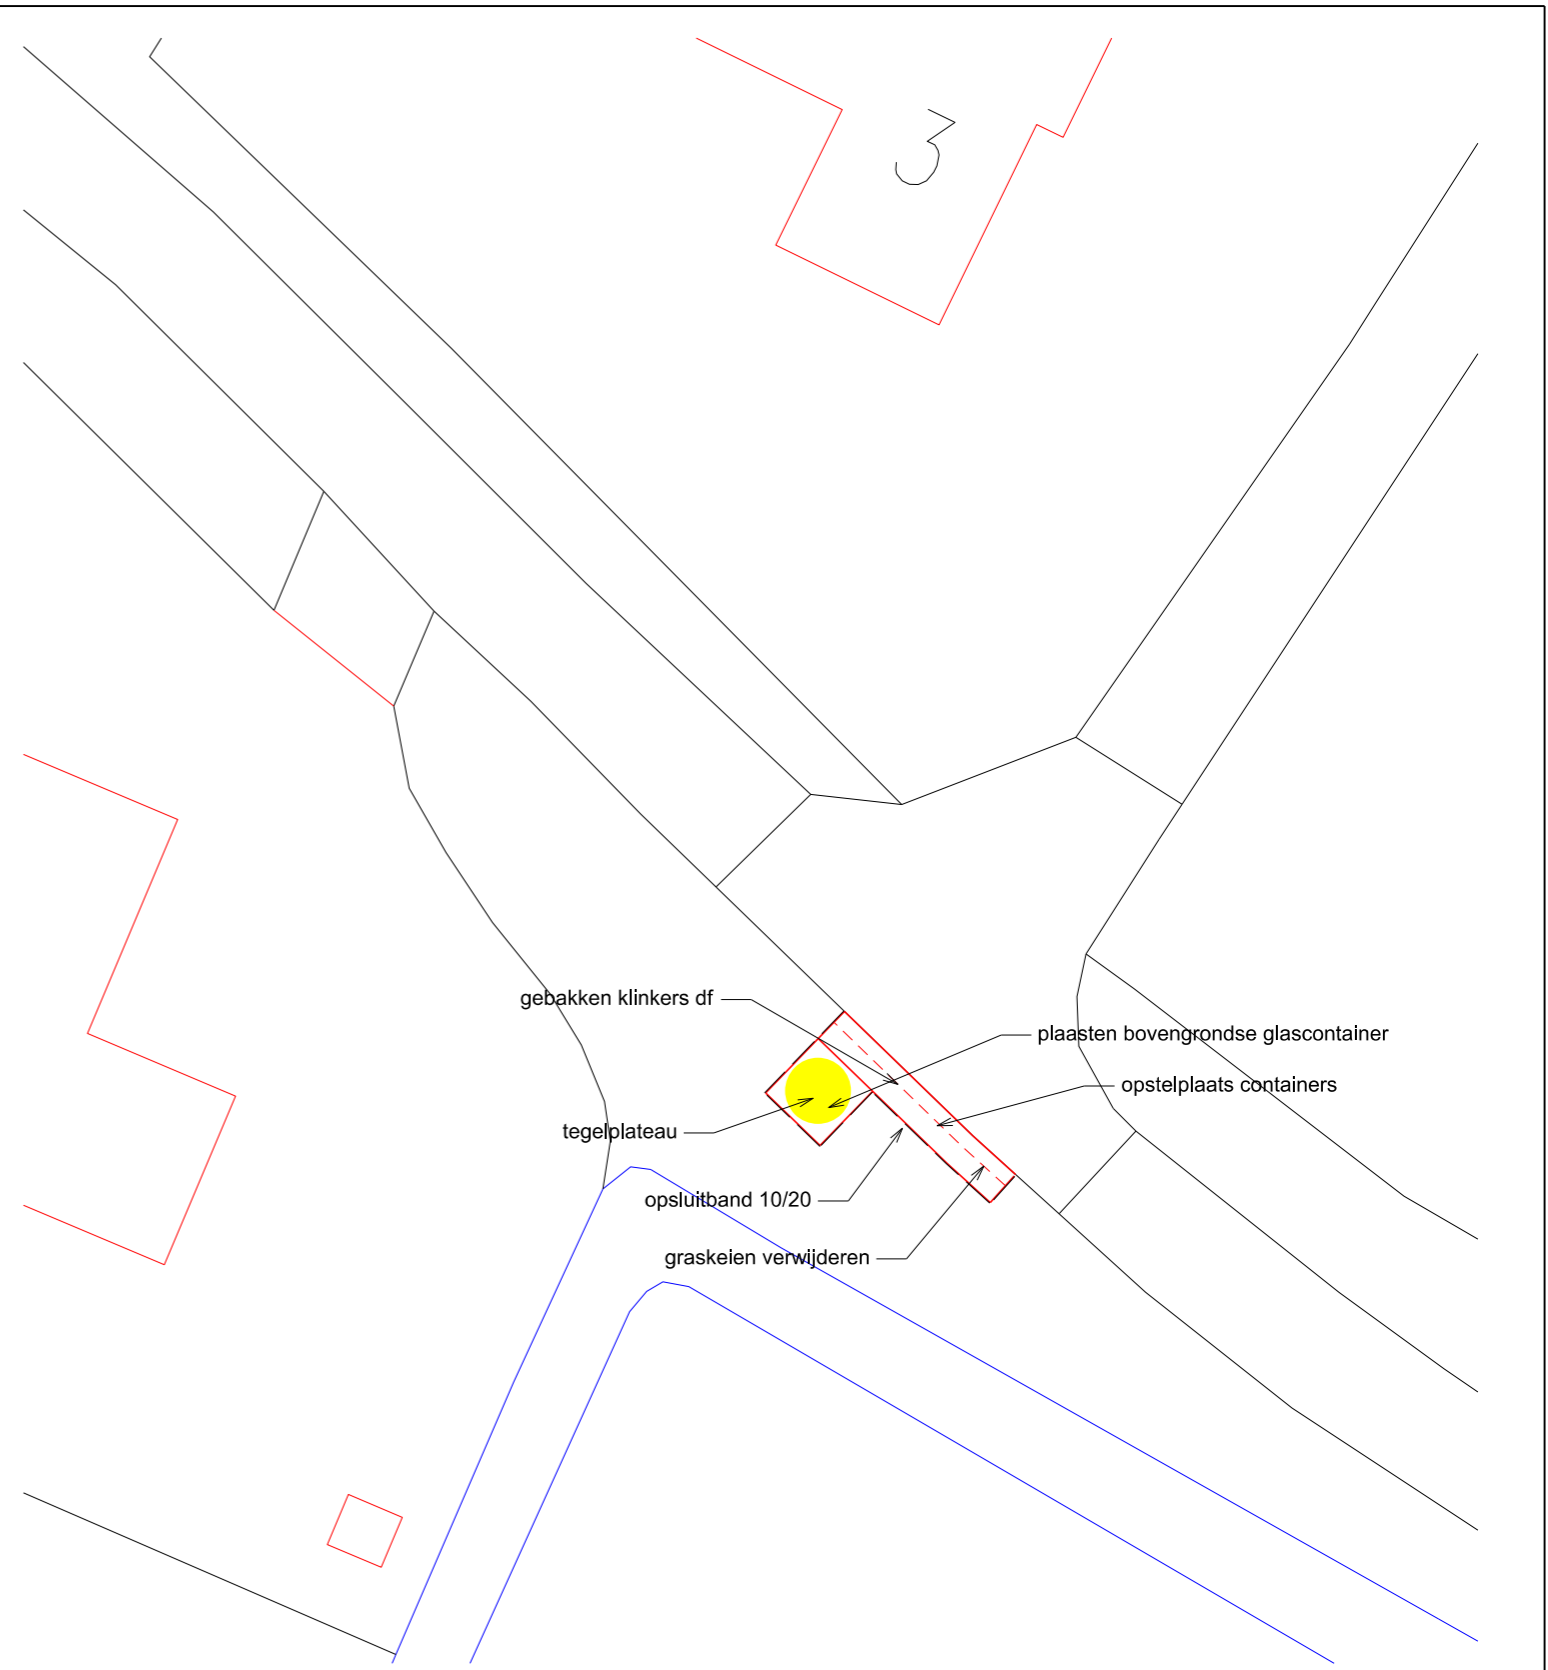 3
gebakken klinkers df
plaasten bovengrondse glascontainer
opstelplaats containers
tegelplateau
opsluitband 10/20
graskeien verwijderen